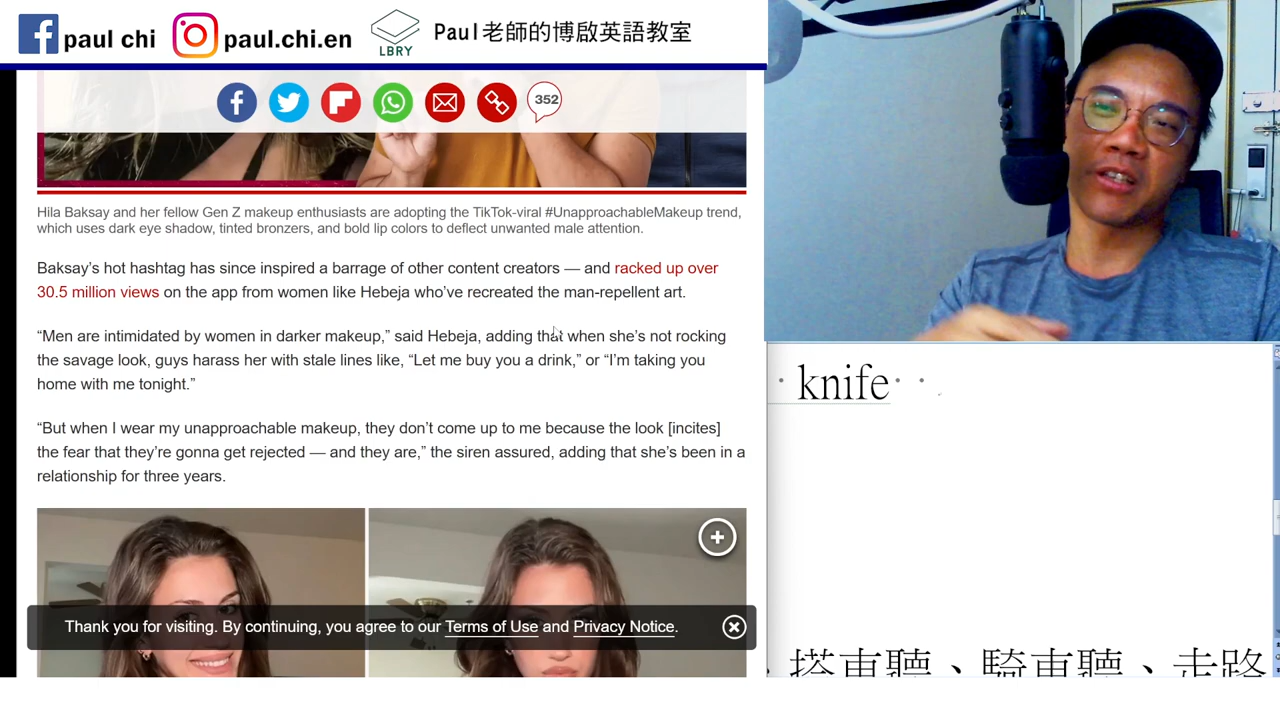 paul chi
paul.chi.en
LBRY
Paul老師的博啟英語教室
352
Hila Baksay and her fellow Gen Z makeup enthusiasts are adopting the TikTok-viral #UnapproachableMakeup trend,
which uses dark eye shadow, tinted bronzers, and bold lip colors to deflect unwanted male attention.
Baksay’s hot hashtag has since inspired a barrage of other content creators — and racked up over
30.5 million views on the app from women like Hebeja who’ve recreated the man-repellent art.
“Men are intimidated by women in darker makeup,” said Hebeja, adding that when she’s not rocking
the savage look, guys harass her with stale lines like, “Let me buy you a drink,” or “I’m taking you
home with me tonight.”
“But when I wear my unapproachable makeup, they don’t come up to me because the look [incites]
the fear that they’re gonna get rejected — and they are,” the siren assured, adding that she’s been in a
relationship for three years.
Thank you for visiting. By continuing, you agree to our Terms of Use and Privacy Notice.
knife
搭車聽、騎車聽、走路